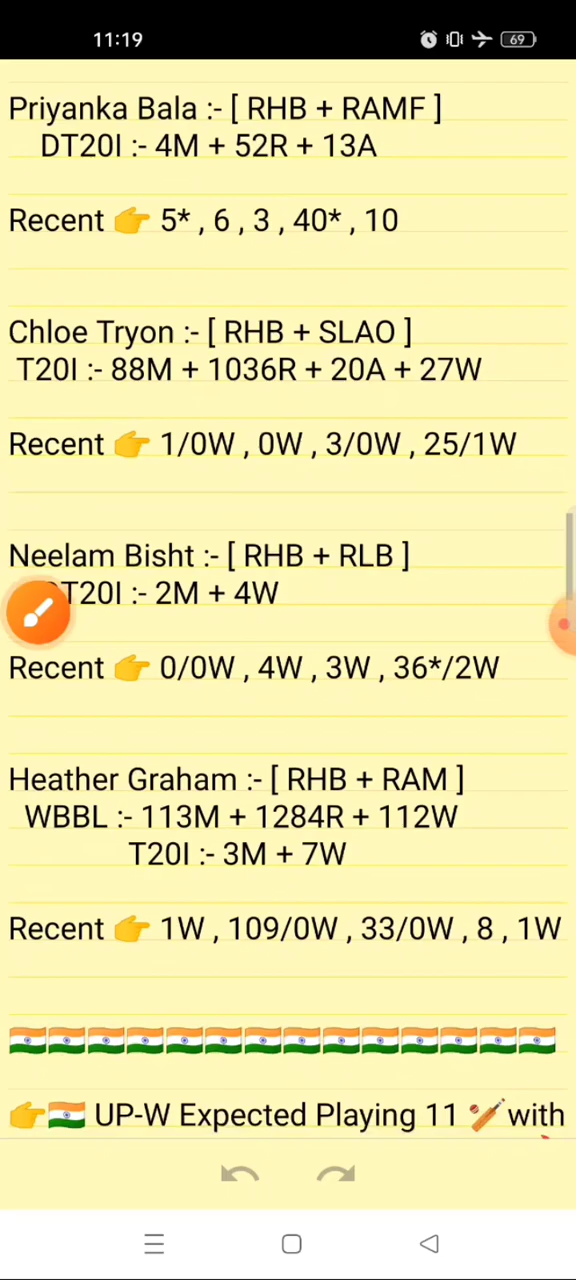 11:19
69
Priyanka Bala :- [ RHB + RAMF ]
DT20I :- 4M + 52R + 13A
Recent 👉 5* , 6 , 3 , 40* , 10
Chloe Tryon :- [ RHB + SLAO ]
T20I :- 88M + 1036R + 20A + 27W
Recent 👉 1/0W , 0W , 3/0W , 25/1W
Neelam Bisht :- [ RHB + RLB ]
T20I :- 2M + 4W
Recent 👉 0/0W , 4W , 3W , 36*/2W
Heather Graham :- [ RHB + RAM ]
WBBL :- 113M + 1284R + 112W
T20I :- 3M + 7W
Recent 👉 1W , 109/0W , 33/0W , 8 , 1W
🇮🇳🇮🇳🇮🇳🇮🇳🇮🇳🇮🇳🇮🇳🇮🇳🇮🇳🇮🇳🇮🇳🇮🇳🇮🇳🇮🇳
👉🇮🇳 UP-W Expected Playing 11 🏏 with